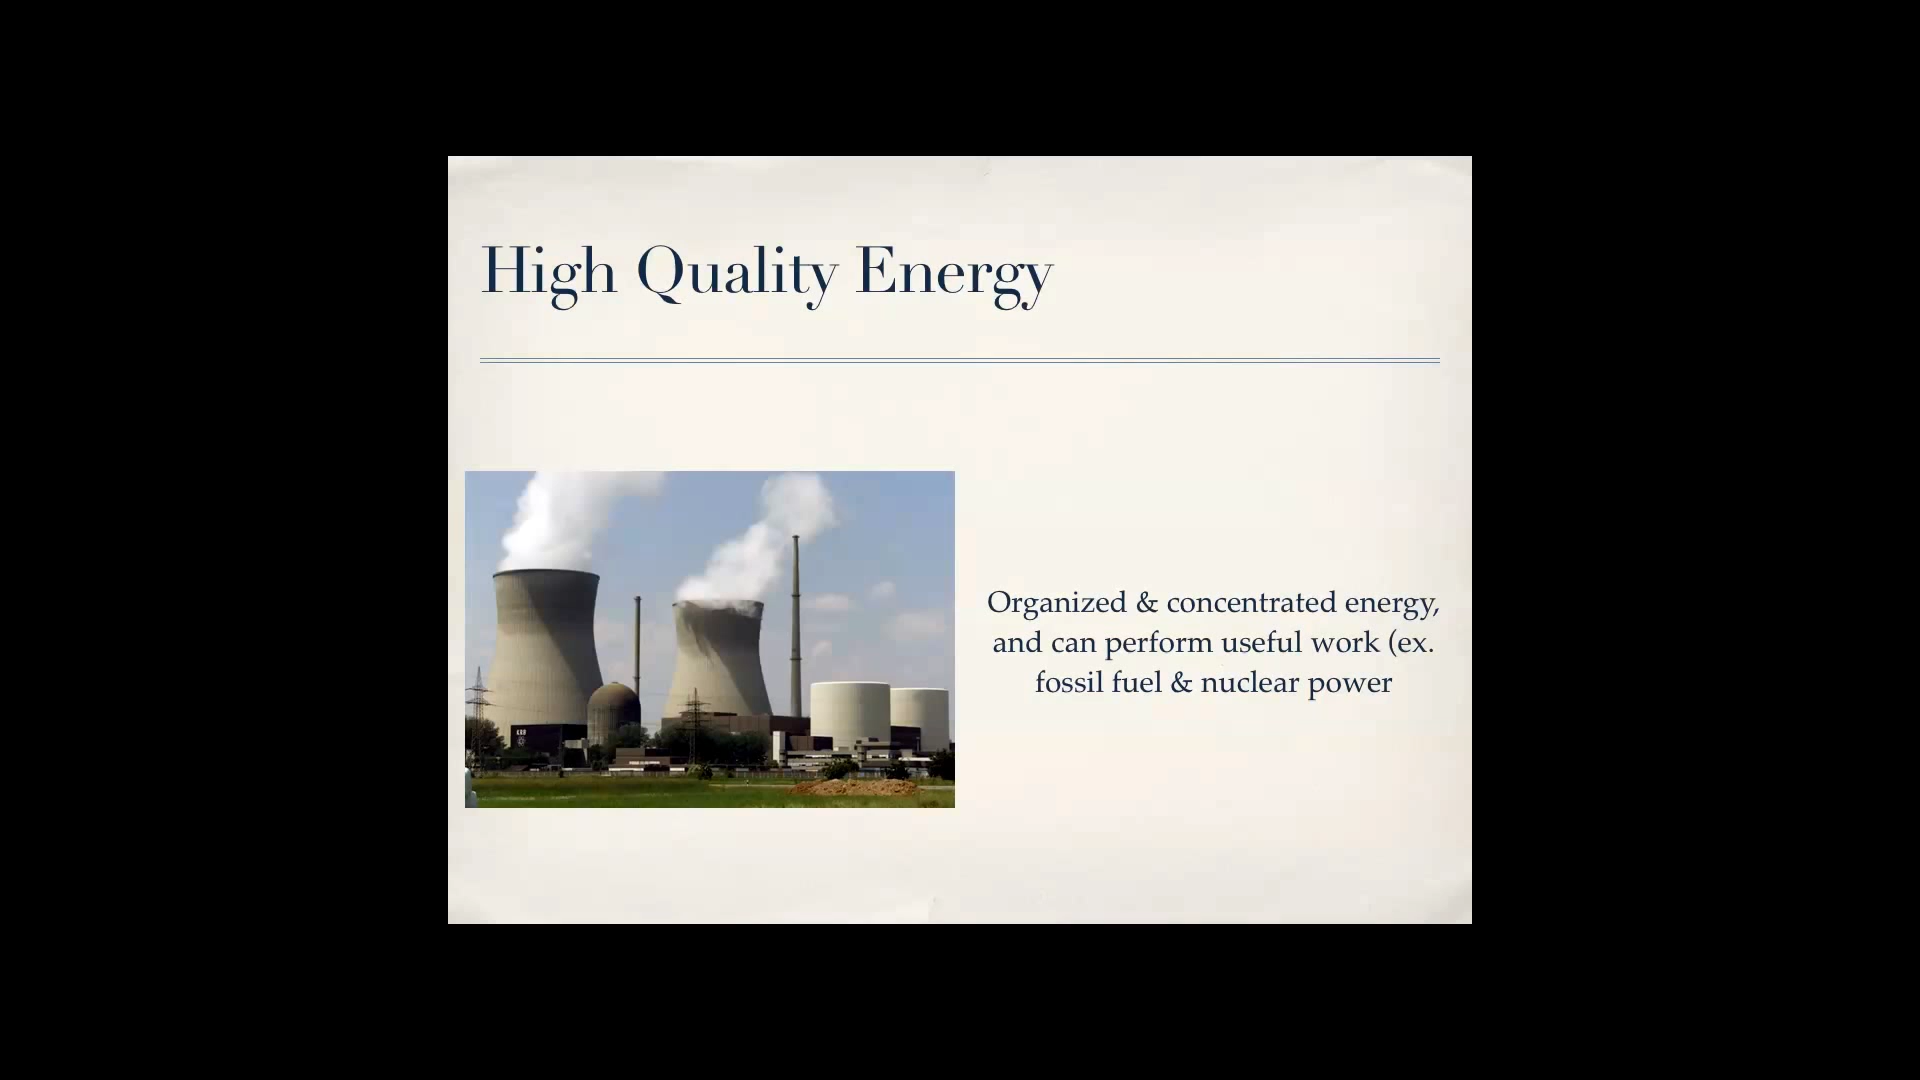 High Quality Energy
Organized & concentrated energy,
and can perform useful work (ex.
fossil fuel & nuclear power